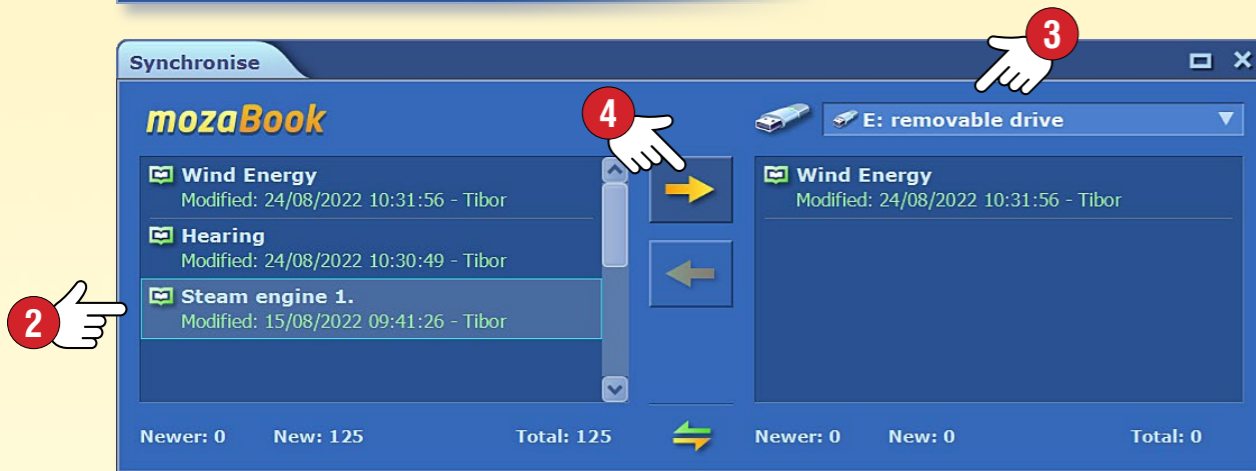 3
Synchronise
mozaBook
4
E: removable drive
Wind Energy
Modified: 24/08/2022 10:31:56 - Tibor
Hearing
Modified: 24/08/2022 10:30:49 - Tibor
2
Steam engine 1.
Modified: 15/08/2022 09:41:26 - Tibor
Wind Energy
Modified: 24/08/2022 10:31:56 - Tibor
Newer: 0 New: 125 Total: 125
Newer: 0 New: 0 Total: 0